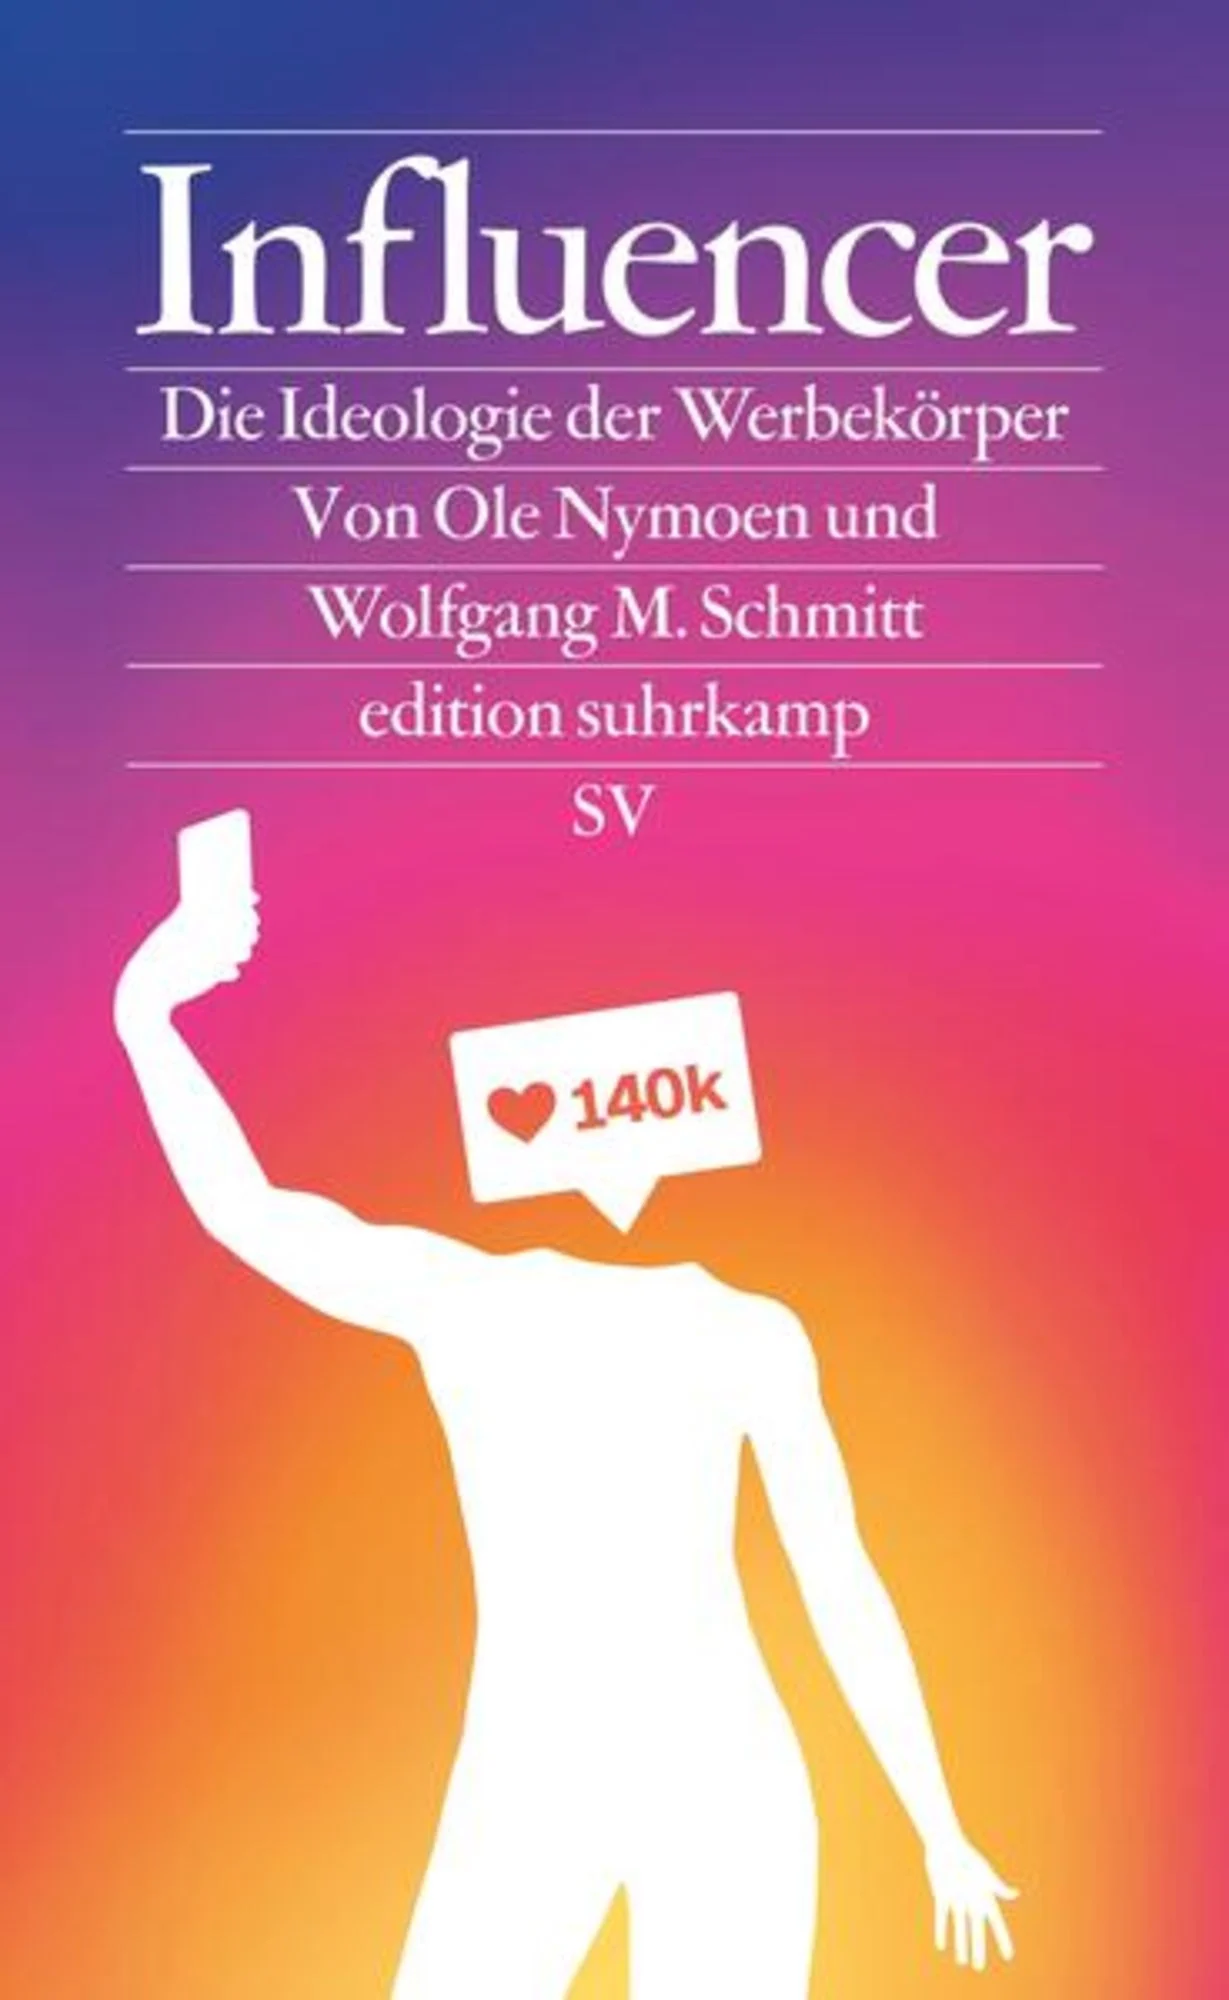 Influencer
Die Ideologie der Werbekörper
Von Ole Nymoen und
Wolfgang M. Schmitt
edition suhrkamp
SV
140k